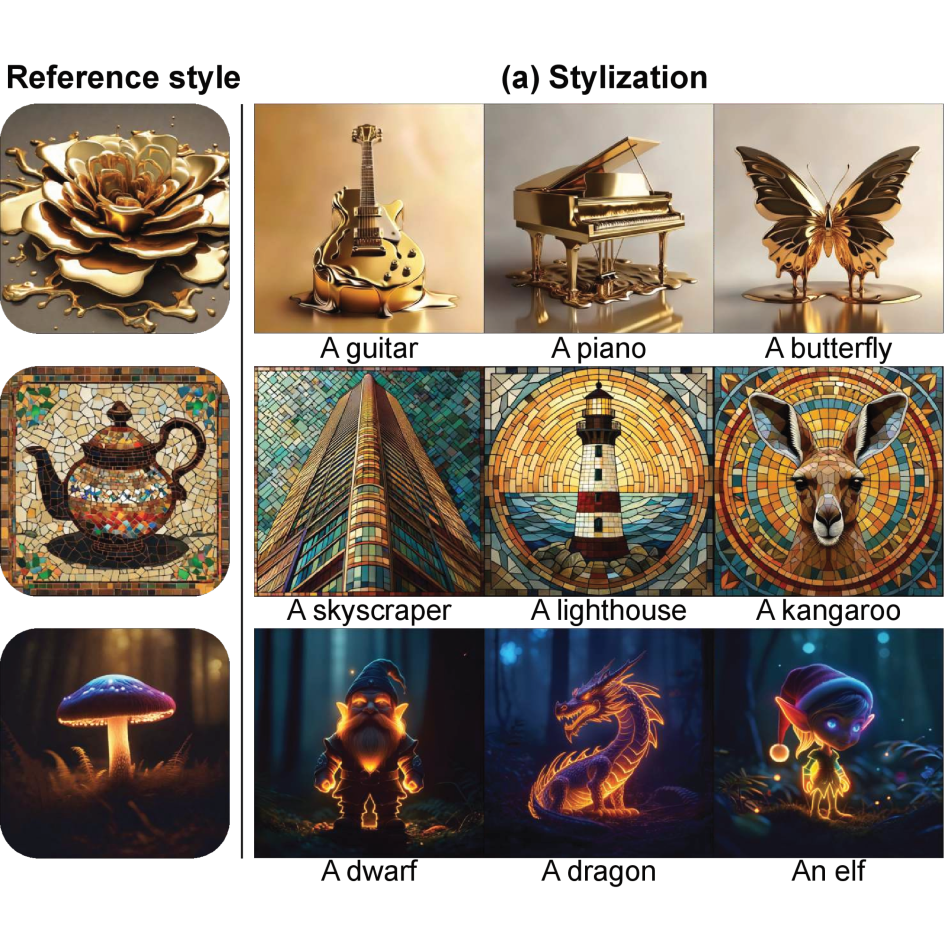 Reference style
(a) Stylization
A guitar
A piano
A butterfly
A skyscraper
A lighthouse
A kangaroo
A dwarf
A dragon
An elf